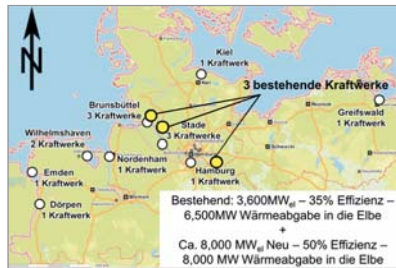 N
Kiel
1 Kraftwerk
3 bestehende Kraftwerke
Brunsbüttel
3 Kraftwerke
Greifswald
1 Kraftwerk
Stade
3 Kraftwerke
Wilhelmshaven
2 Kraftwerke
Nordenham
1 Kraftwerk
Hamburg
1 Kraftwerk
Emden
1 Kraftwerk
Dörpen
1 Kraftwerk
Bestehend: 3,600MWel – 35% Effizienz –
6,500MW Wärmeabgabe in die Elbe
+
Ca. 8,000 MWel Neu – 50% Effizienz –
8,000 MW Wärmeabgabe in die Elbe